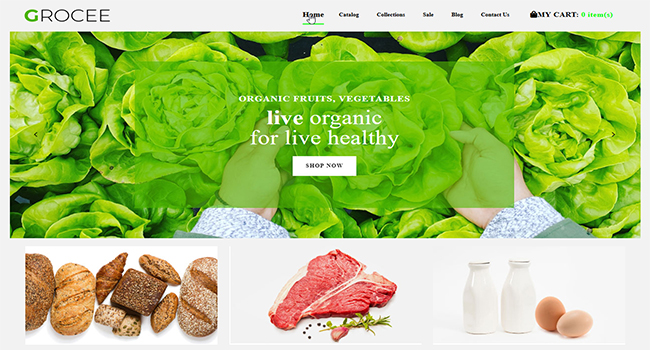 GROCEE
Home Catalog Collections Sale Blog Contact Us MY CART: 0 item(s)
ORGANIC FRUITS, VEGETABLES
live organic
for live healthy
SHOP NOW